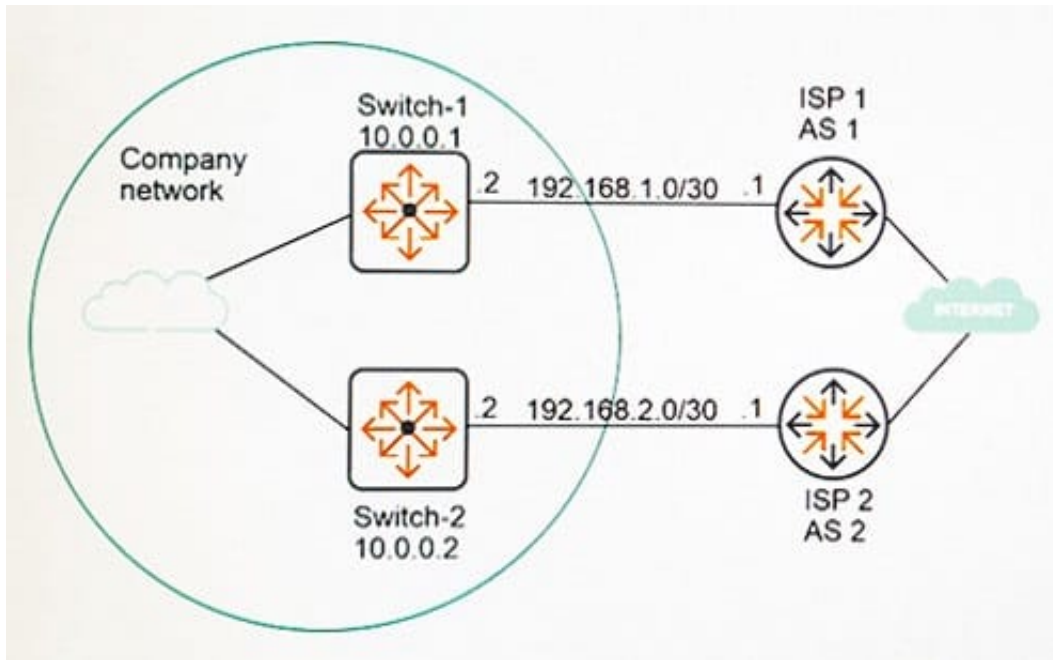 Switch-1
10.0.0.1
ISP 1
AS 1
Company
network
.2 192.168.1.0/30 .1
INTERNET
.2 192.168.2.0/30 .1
Switch-2
10.0.0.2
ISP 2
AS 2